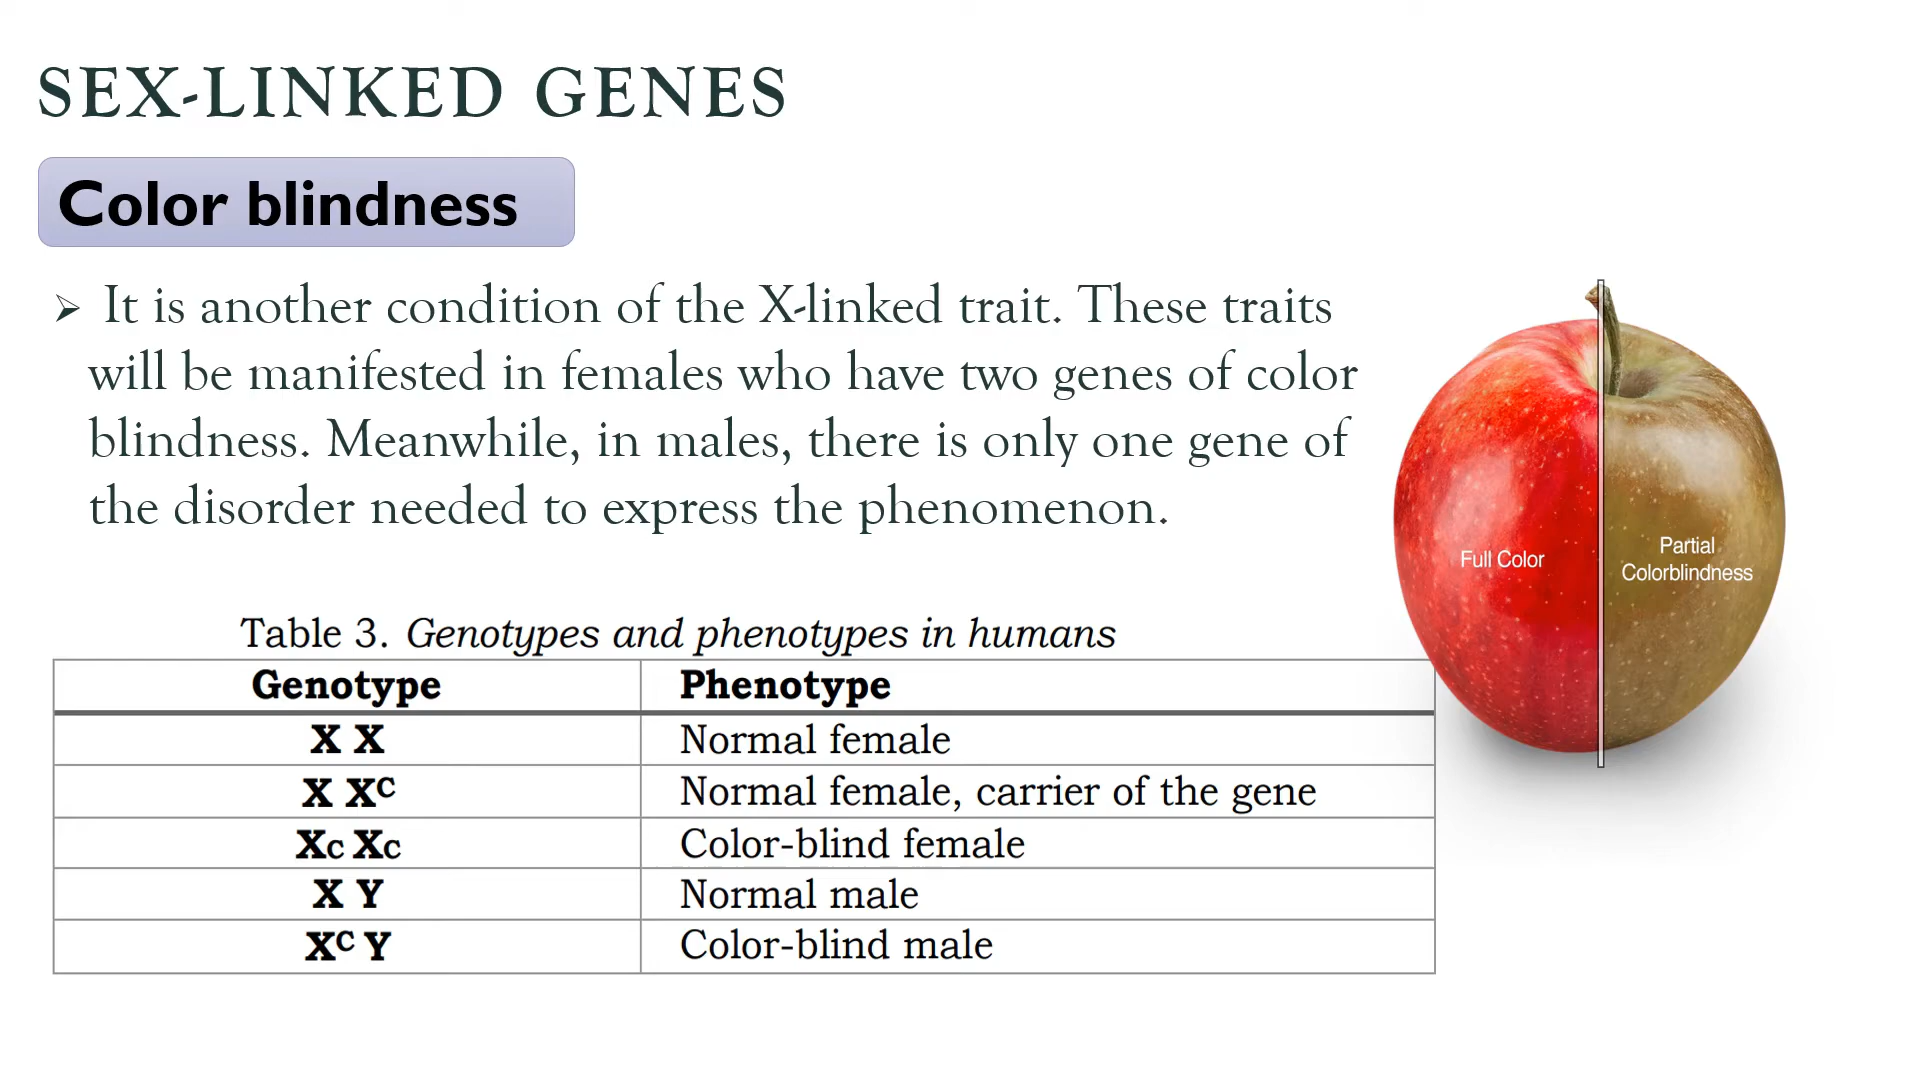 SEX-LINKED GENES
Color blindness
➢ It is another condition of the X-linked trait. These traits
will be manifested in females who have two genes of color
blindness. Meanwhile, in males, there is only one gene of
the disorder needed to express the phenomenon.
Full Color
Partial
Colorblindness
Table 3. Genotypes and phenotypes in humans
Genotype Phenotype
X X Normal female
X Xᶜ Normal female, carrier of the gene
Xc Xc Color-blind female
X Y Normal male
Xᶜ Y Color-blind male